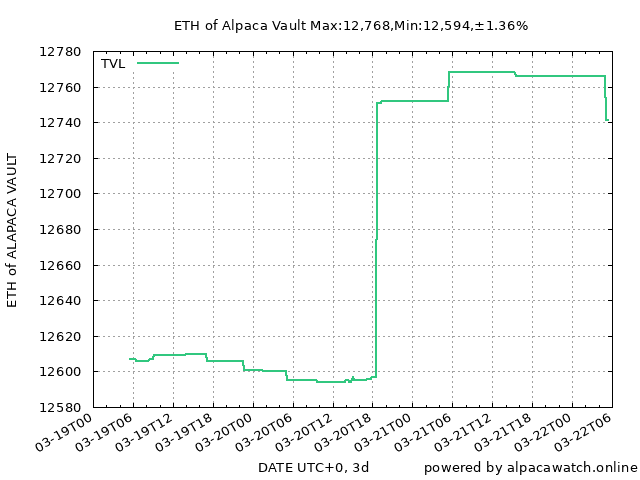 ETH of Alpaca Vault Max:12,768,Min:12,594,±1.36%
TVL
ETH of ALAPACA VAULT
12780
12760
12740
12720
12700
12680
12660
12640
12620
12600
12580
03-19T00
03-19T06
03-19T12
03-19T18
03-20T00
03-20T06
03-20T12
03-20T18
03-21T00
03-21T06
03-21T12
03-21T18
03-22T00
03-22T06
DATE UTC+0, 3d
powered by alpacawatch.online